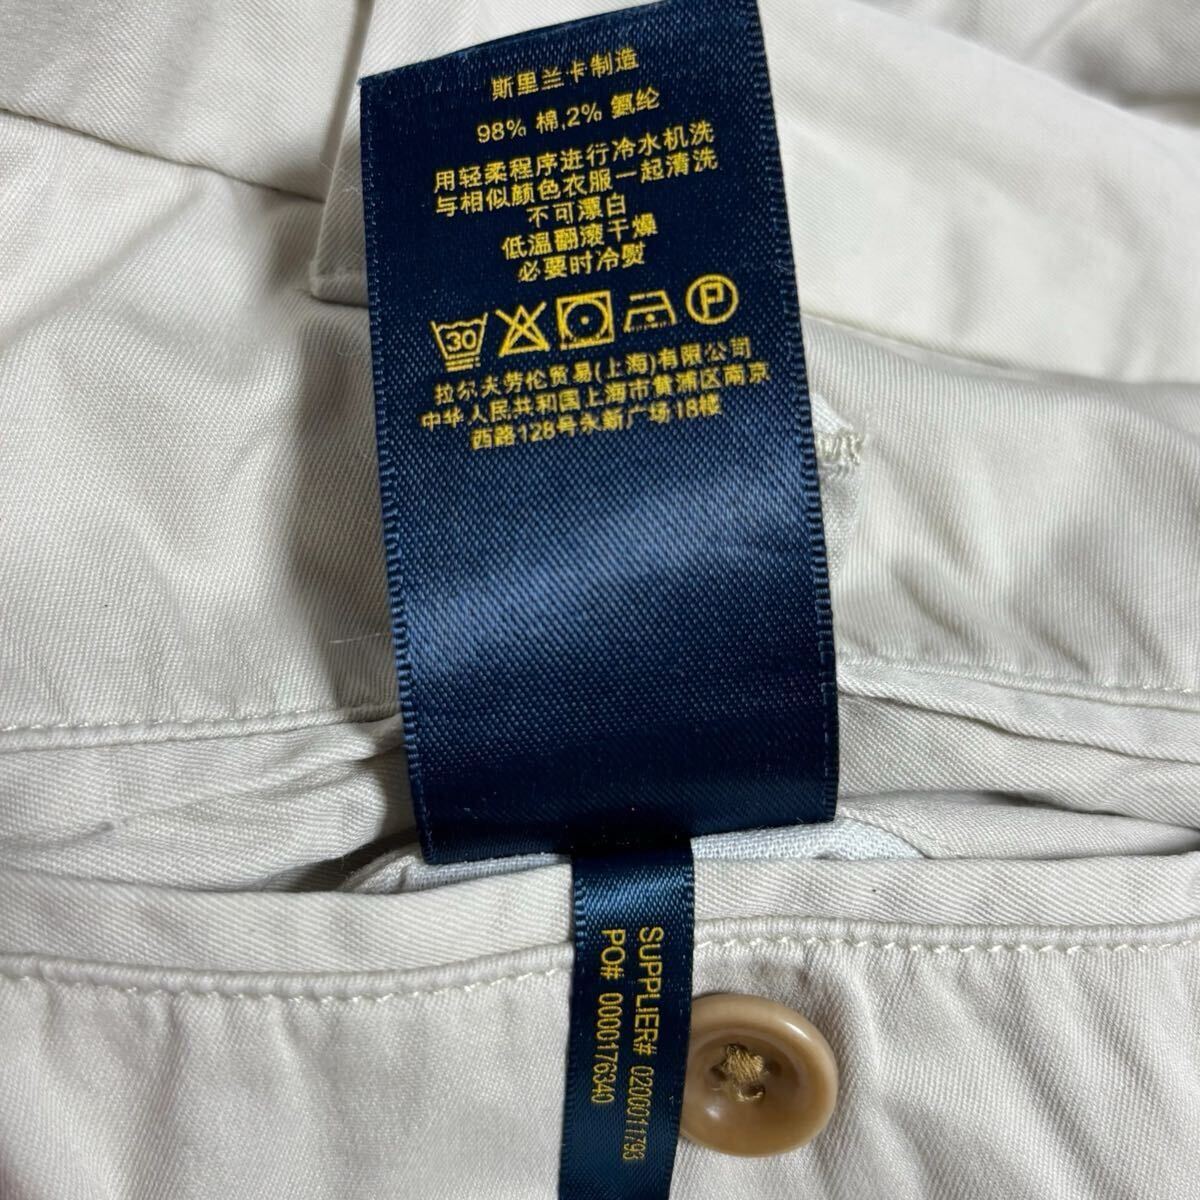 斯里兰卡制造
98% 棉,2% 氨纶
用轻柔程序进行冷水机洗
与相似颜色衣服一起清洗
不可漂白
低温翻滚干燥
必要时冷熨
30
P
拉尔夫劳伦贸易(上海)有限公司
中华人民共和国上海市黄浦区南京
西路128号永新广场18楼
SUPPLIER# 0200011793
PO# 0000176340